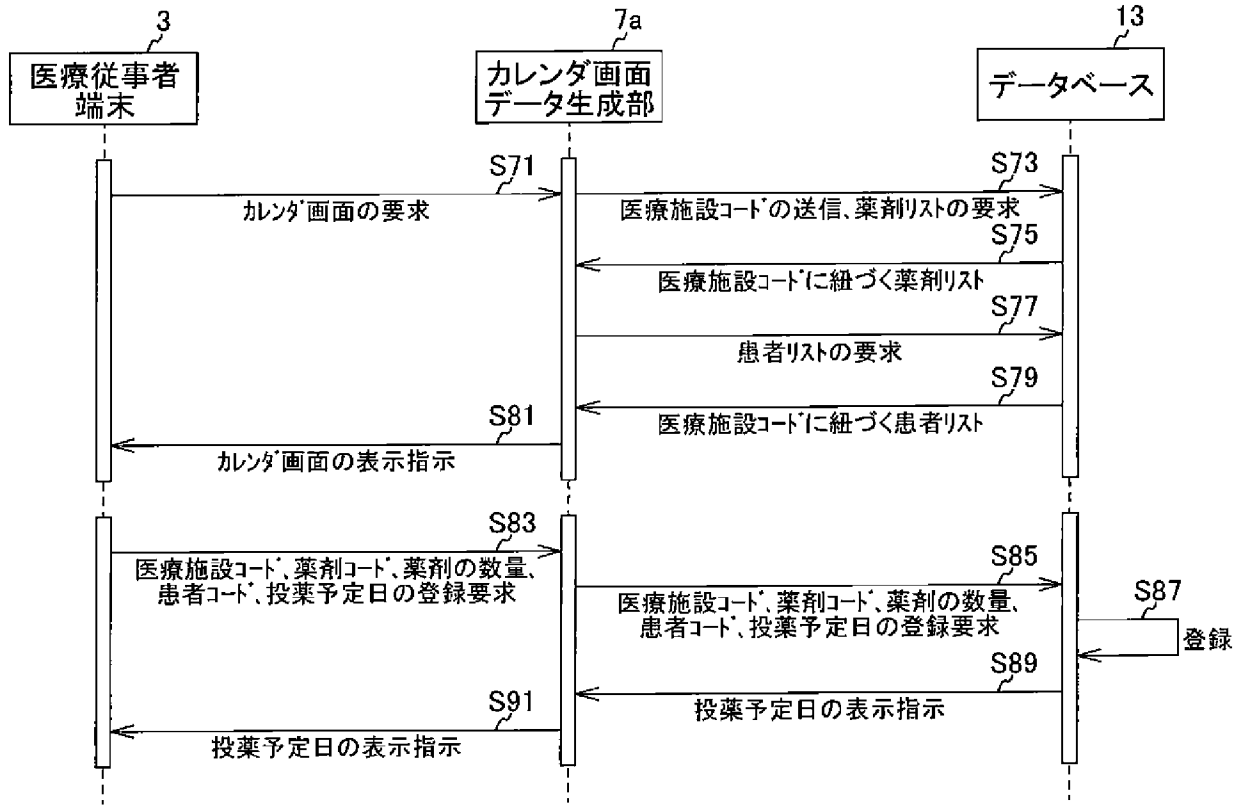 3
医療従事者
端末
7a
カレンダ画面
データ生成部
13
データベース
S71
カレンダ画面の要求
S73
医療施設コードの送信、薬剤リストの要求
S75
医療施設コードに紐づく薬剤リスト
S77
患者リストの要求
S79
医療施設コードに紐づく患者リスト
S81
カレンダ画面の表示指示
S83
医療施設コード、薬剤コード、薬剤の数量、
患者コード、投薬予定日の登録要求
S85
医療施設コード、薬剤コード、薬剤の数量、
患者コード、投薬予定日の登録要求
S87
登録
S89
投薬予定日の表示指示
S91
投薬予定日の表示指示